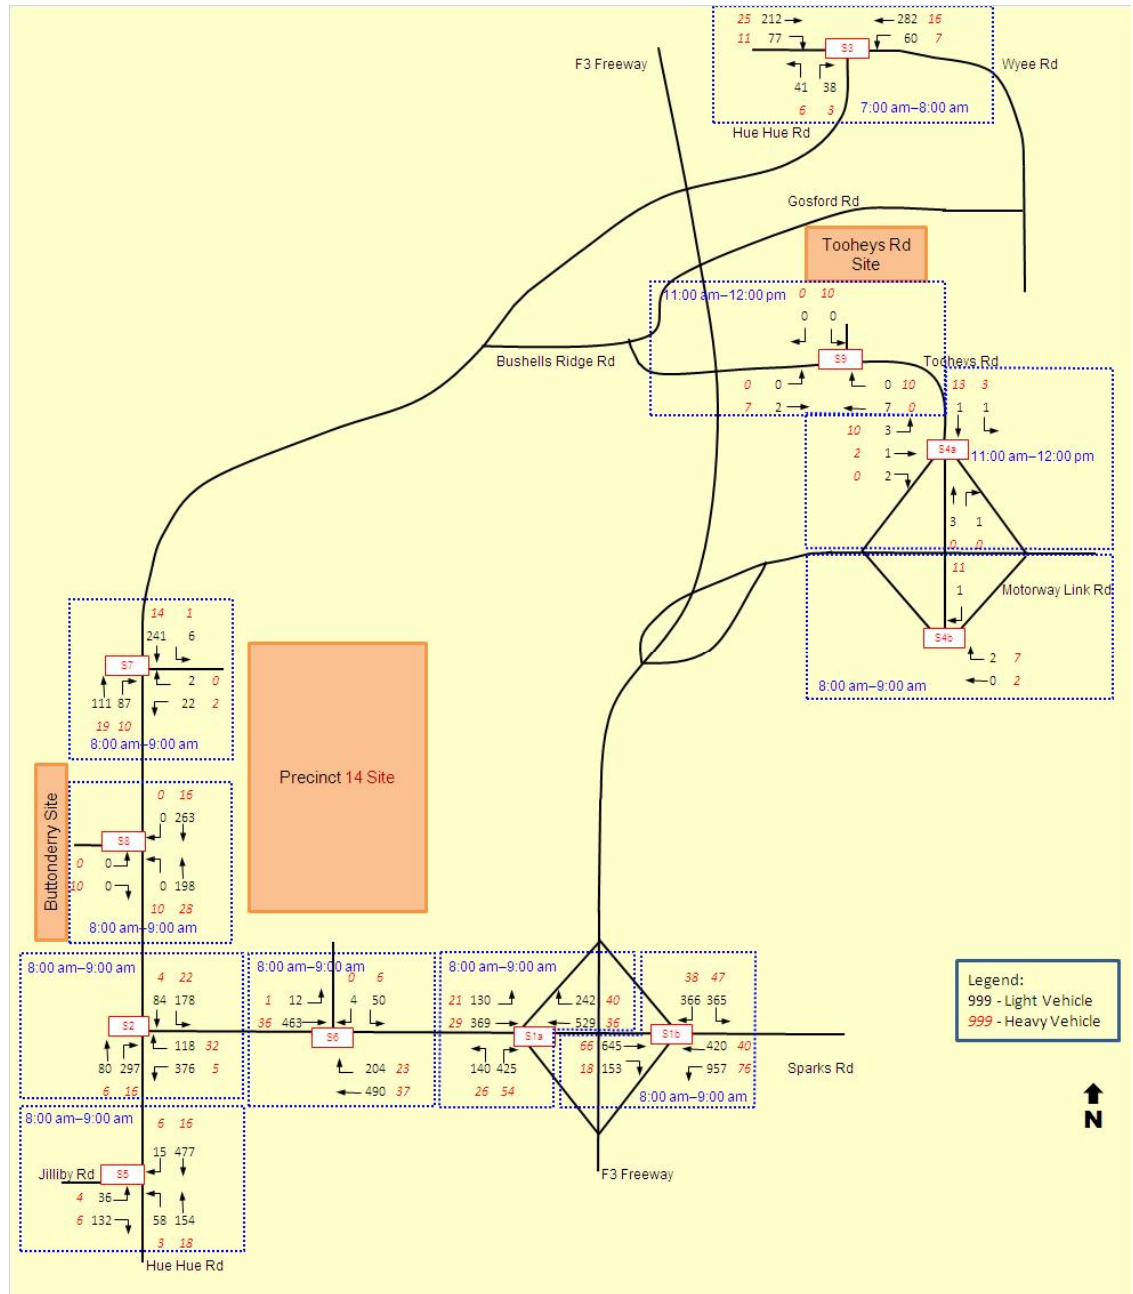 25 212 282 16
F3 Freeway
11 77 S3 60 7
Wyee Rd
41 38
6 3 7:00 am–8:00 am
Hue Hue Rd
Gosford Rd
Tooheys Rd
Site
11:00 am–12:00 pm 0 10
0 0
Bushells Ridge Rd
S9
Tooheys Rd
0 0 0 10 13 3
7 2 7 0 1 1
10 3
2 1 S4a 11:00 am–12:00 pm
0 2
3 1
0 0
11
1
Motorway Link Rd
S4b
2 7
0 2
8:00 am–9:00 am
14 1
241 6
S7
2 0
111 87 22 2
19 10
8:00 am–9:00 am
Precinct 14 Site
Buttonderry Site
0 16
0 263
S8
0 0
10 0 0 198
10 28
8:00 am–9:00 am
8:00 am–9:00 am
4 22
84 178
S2
118 32
80 297 376 5
6 16
8:00 am–9:00 am
0 6
1 12 4 50
36 463
S6
204 23
490 37
8:00 am–9:00 am
21 130 242 40
29 369 529 36
S1a
140 425
26 54
38 47
366 365
66 645 S1b 420 40
18 153 957 76
8:00 am–9:00 am
Sparks Rd
F3 Freeway
Legend:
999 - Light Vehicle
999 - Heavy Vehicle
N
8:00 am–9:00 am
6 16
15 477
Jilliby Rd S5
4 36
6 132 58 154
3 18
Hue Hue Rd